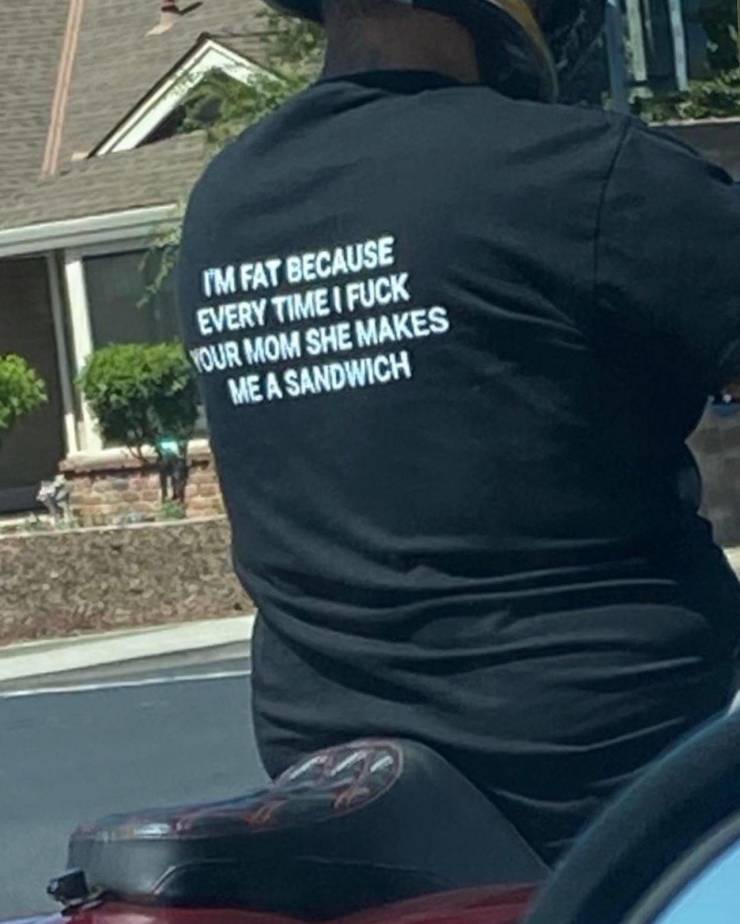 I'M FAT BECAUSE
EVERY TIME I FUCK
YOUR MOM SHE MAKES
ME A SANDWICH